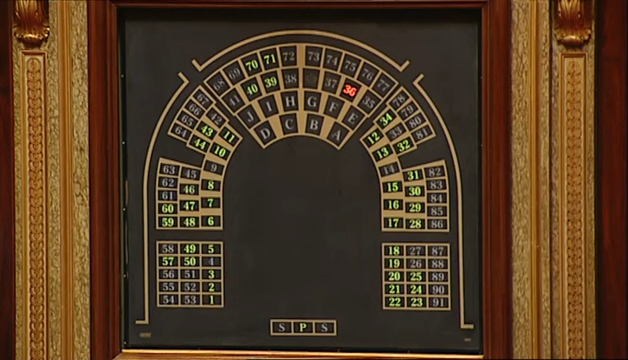 70 71 72 73 74 75
68 69 76 77
67 41 40 39 38 37 36 35 78
66 42 J I H G F E 34 79
65 43 11 D C B A 12 33 80
64 44 10 13 32 81
63 45 9 14 31 82
62 46 8 15 30 83
61 47 7 16 29 84
60 48 6 17 28 85
59 86
58 49 5 18 27 87
57 50 4 19 26 88
56 51 3 20 25 89
55 52 2 21 24 90
54 53 1 22 23 91
S P S